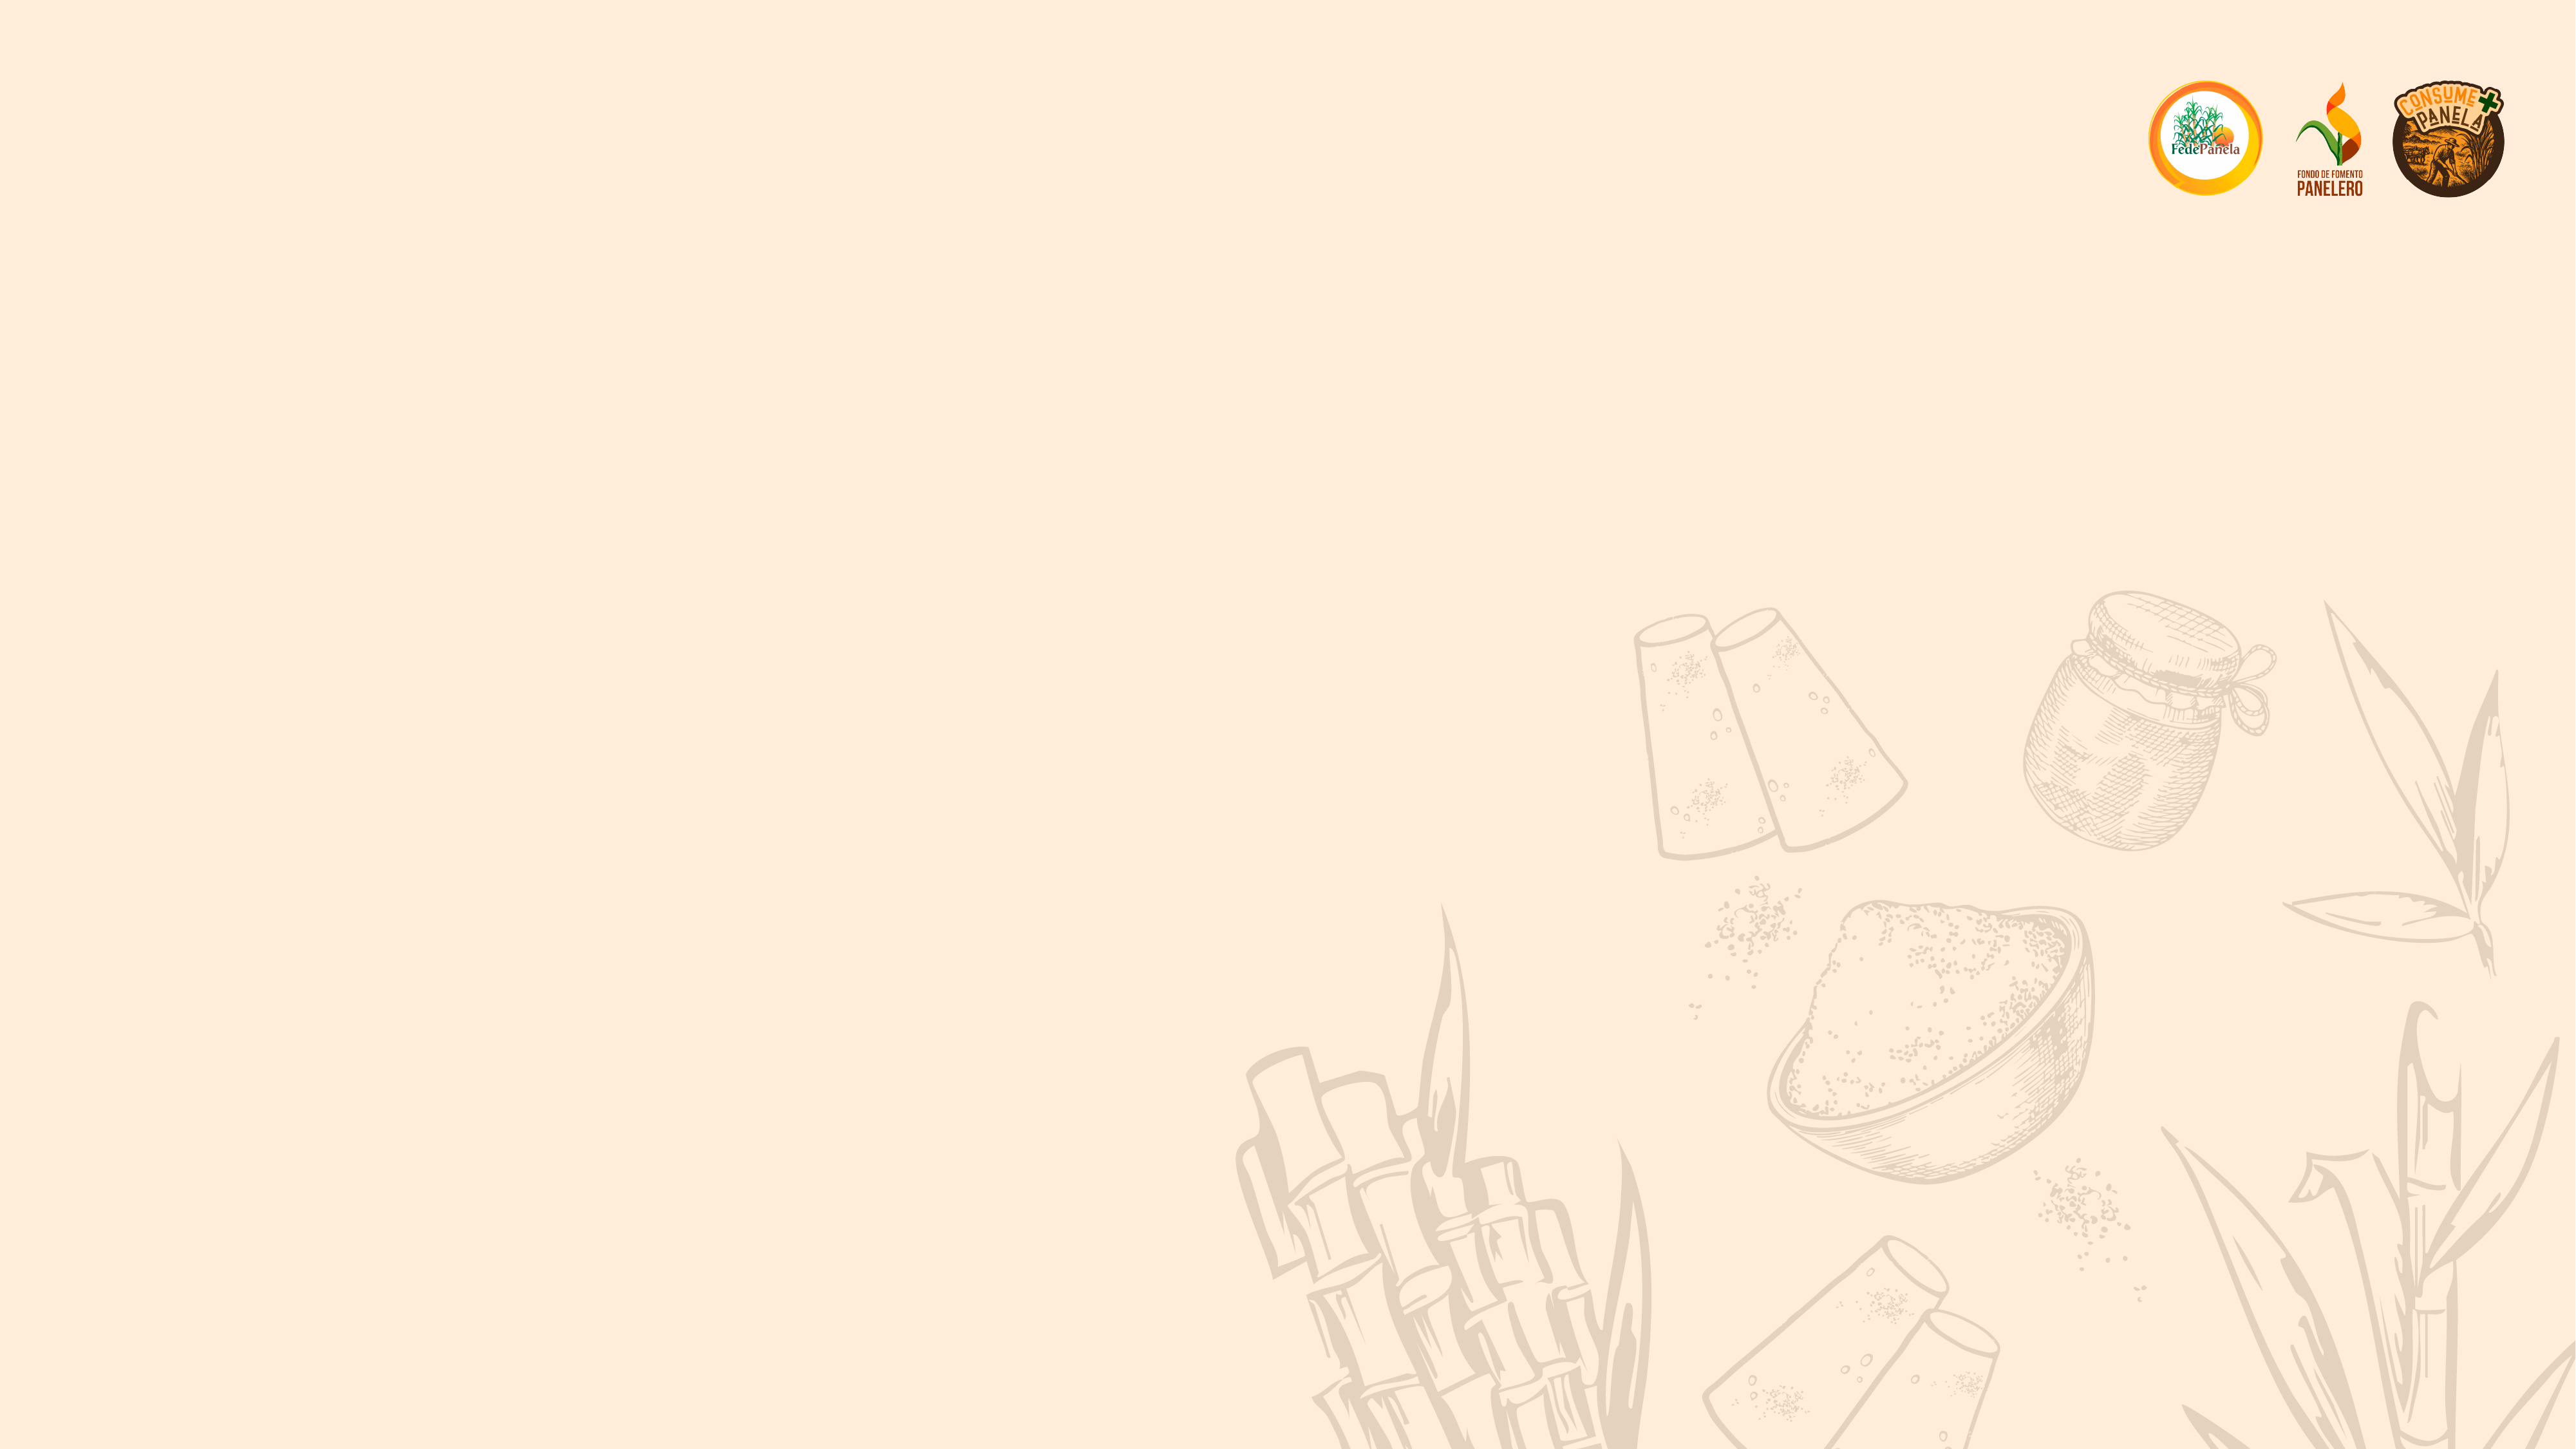 FedePanela
FONDO DE FOMENTO
PANELERO
CONSUME+
PANELA